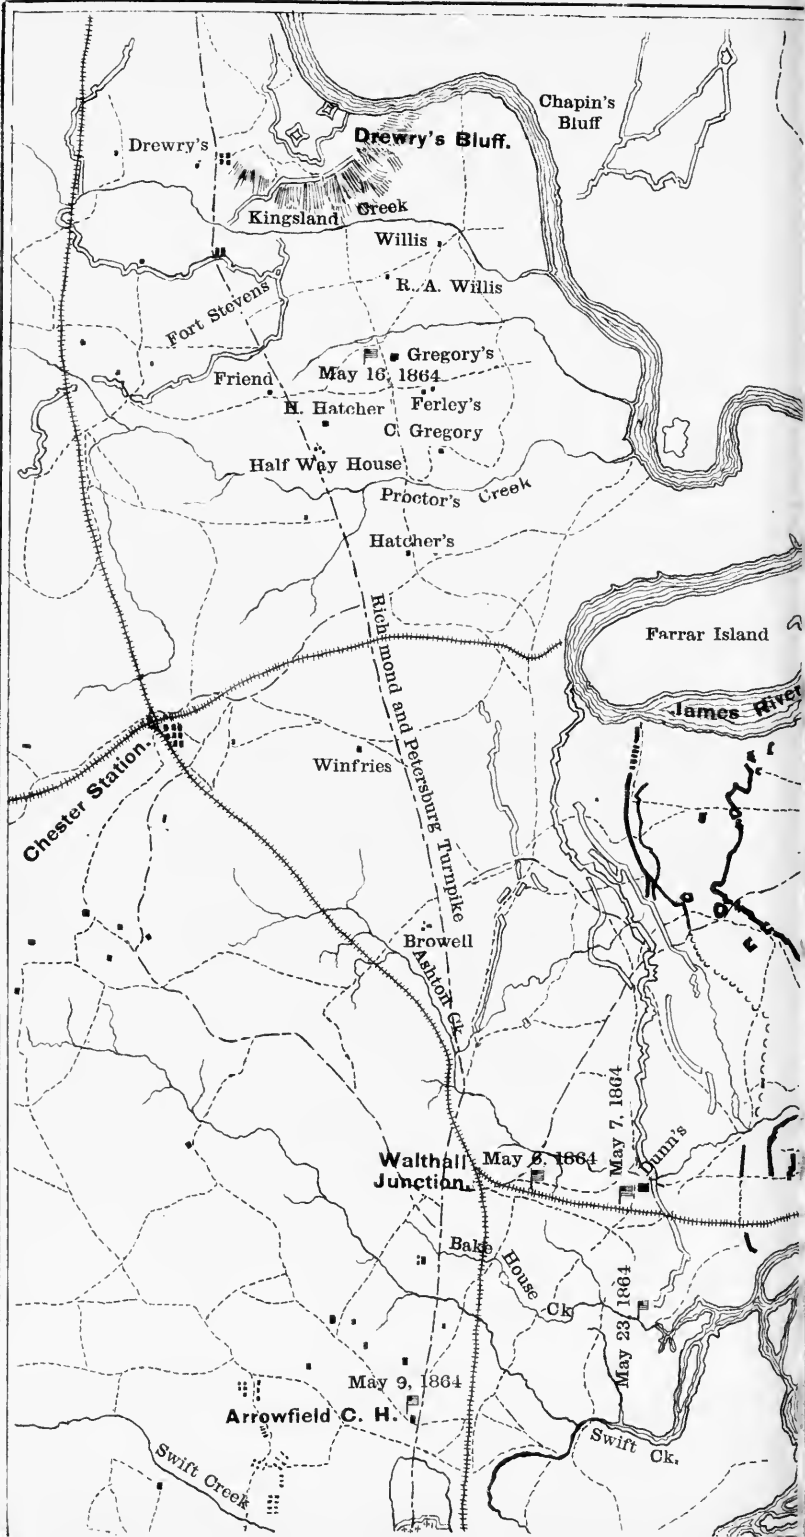 Chapin's
Bluff
Drewry's
Drewry's Bluff.
Kingsland Creek
Willis
R. A. Willis
Fort Stevens
Gregory's
May 16, 1864
Friend
H. Hatcher
Ferley's
C. Gregory
Half Way House
Proctor's Creek
Hatcher's
Richmond and Petersburg Turnpike
Farrar Island
James River
Winfries
Chester Station.
Browell
Ashton Ck
May 7, 1864
Dunn's
Walthall
Junction.
May 6, 1864
Bake House Ck
May 23, 1864
May 9, 1864
Arrowfield C. H.
Swift Ck.
Swift Creek